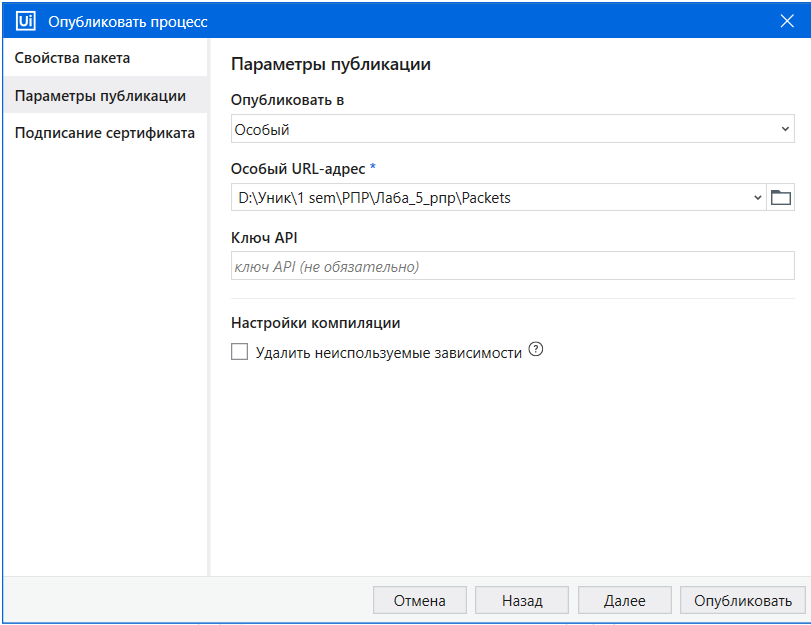 Ui Опубликовать процесс
Свойства пакета
Параметры публикации
Подписание сертификата
Параметры публикации
Опубликовать в
Особый
Особый URL-адрес *
D:\Уник\1 sem\РПР\Лаба_5_рпр\Packets
Ключ API
ключ API (не обязательно)
Настройки компиляции
Удалить неиспользуемые зависимости ?
Отмена Назад Далее Опубликовать